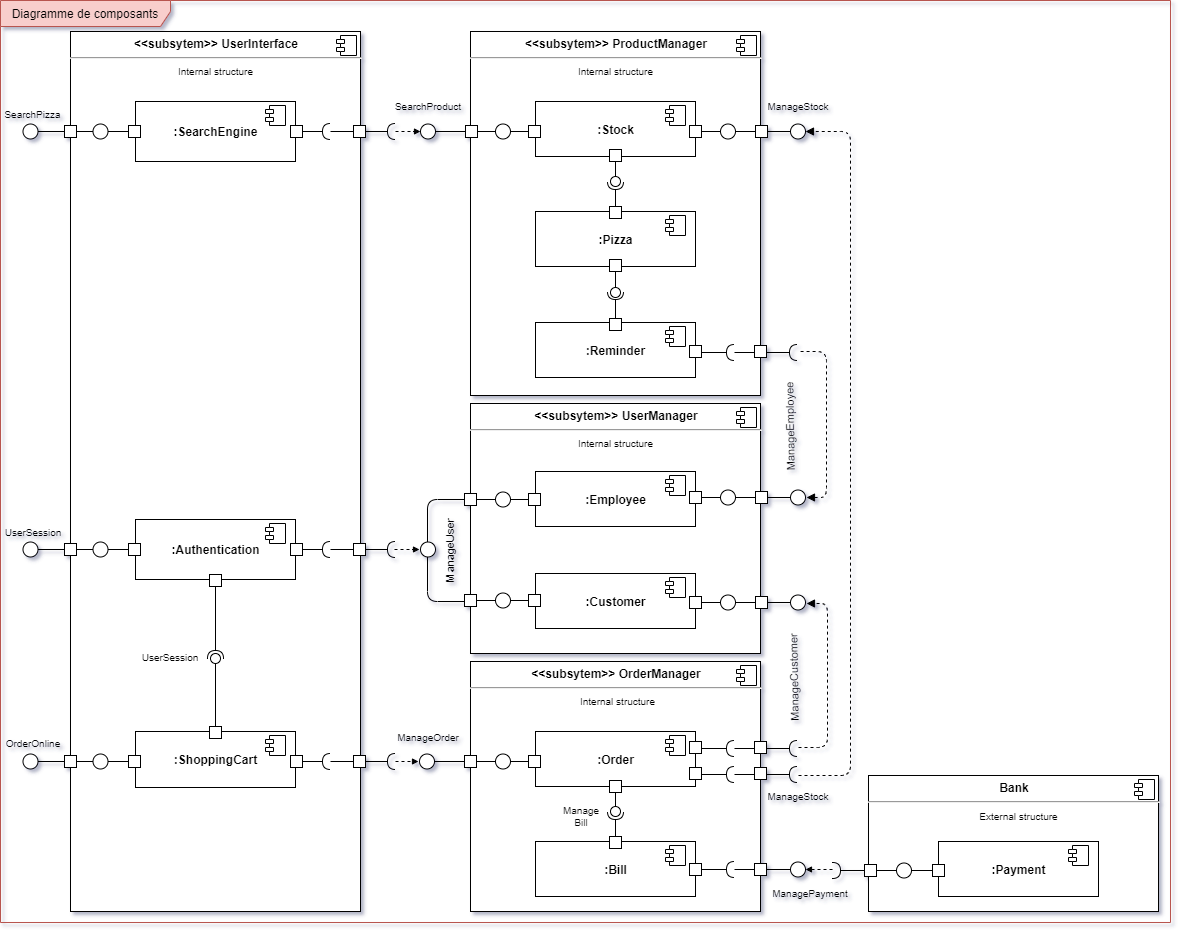 Diagramme de composants
<<subsytem>> UserInterface
Internal structure
SearchPizza
:SearchEngine
SearchProduct
<<subsytem>> ProductManager
Internal structure
:Stock
ManageStock
:Pizza
:Reminder
ManageEmployee
<<subsytem>> UserManager
Internal structure
:Employee
UserSession
:Authentication
ManageUser
:Customer
ManageCustomer
UserSession
<<subsytem>> OrderManager
Internal structure
OrderOnline
:ShoppingCart
ManageOrder
:Order
ManageStock
Manage
Bill
:Bill
ManagePayment
Bank
External structure
:Payment